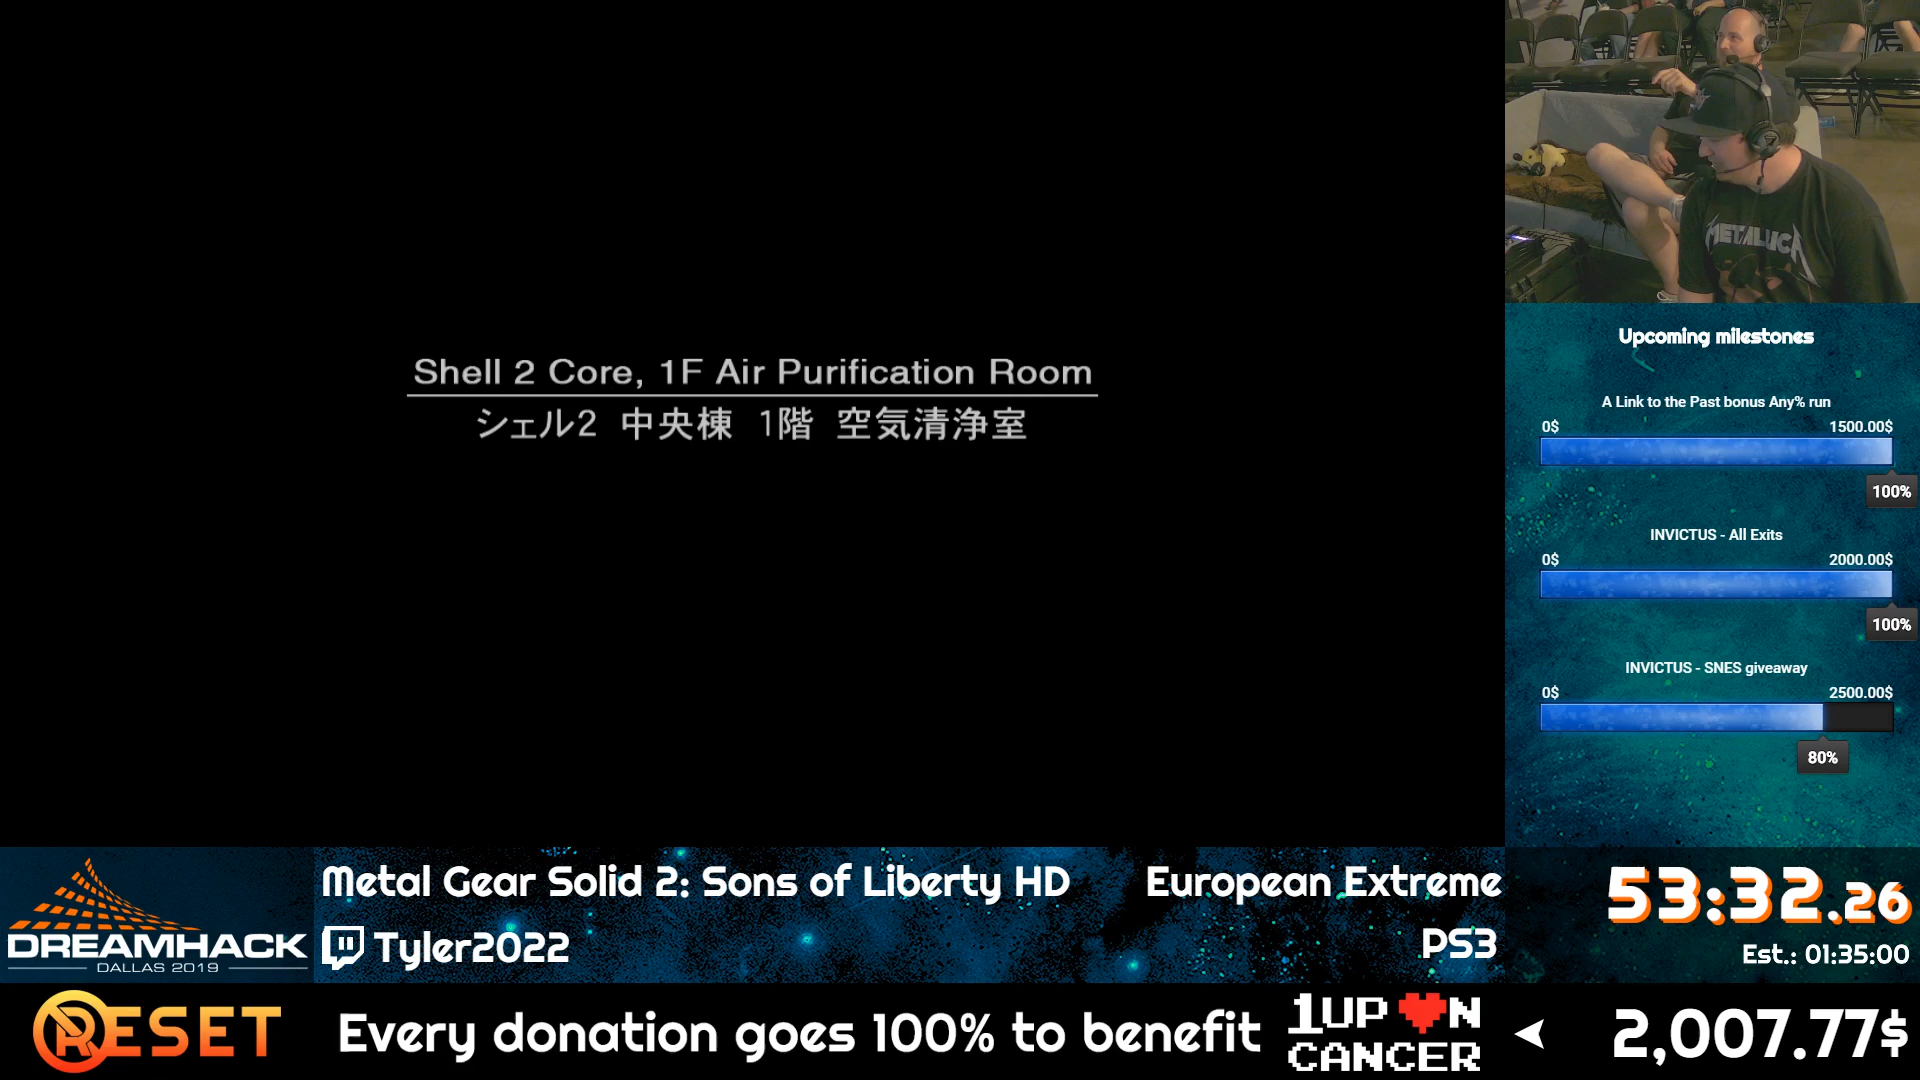 Shell 2 Core, 1F Air Purification Room
シェル2 中央棟 1階 空気清浄室
METALLICA
Upcoming milestones
A Link to the Past bonus Any% run
0$ 1500.00$
100%
INVICTUS - All Exits
0$ 2000.00$
100%
INVICTUS - SNES giveaway
0$ 2500.00$
80%
DREAMHACK
DALLAS 2019
Metal Gear Solid 2: Sons of Liberty HD
European Extreme
Tyler2022
PS3
53:32.26
Est.: 01:35:00
RESET
Every donation goes 100% to benefit
1UP ON
CANCER
2,007.77$